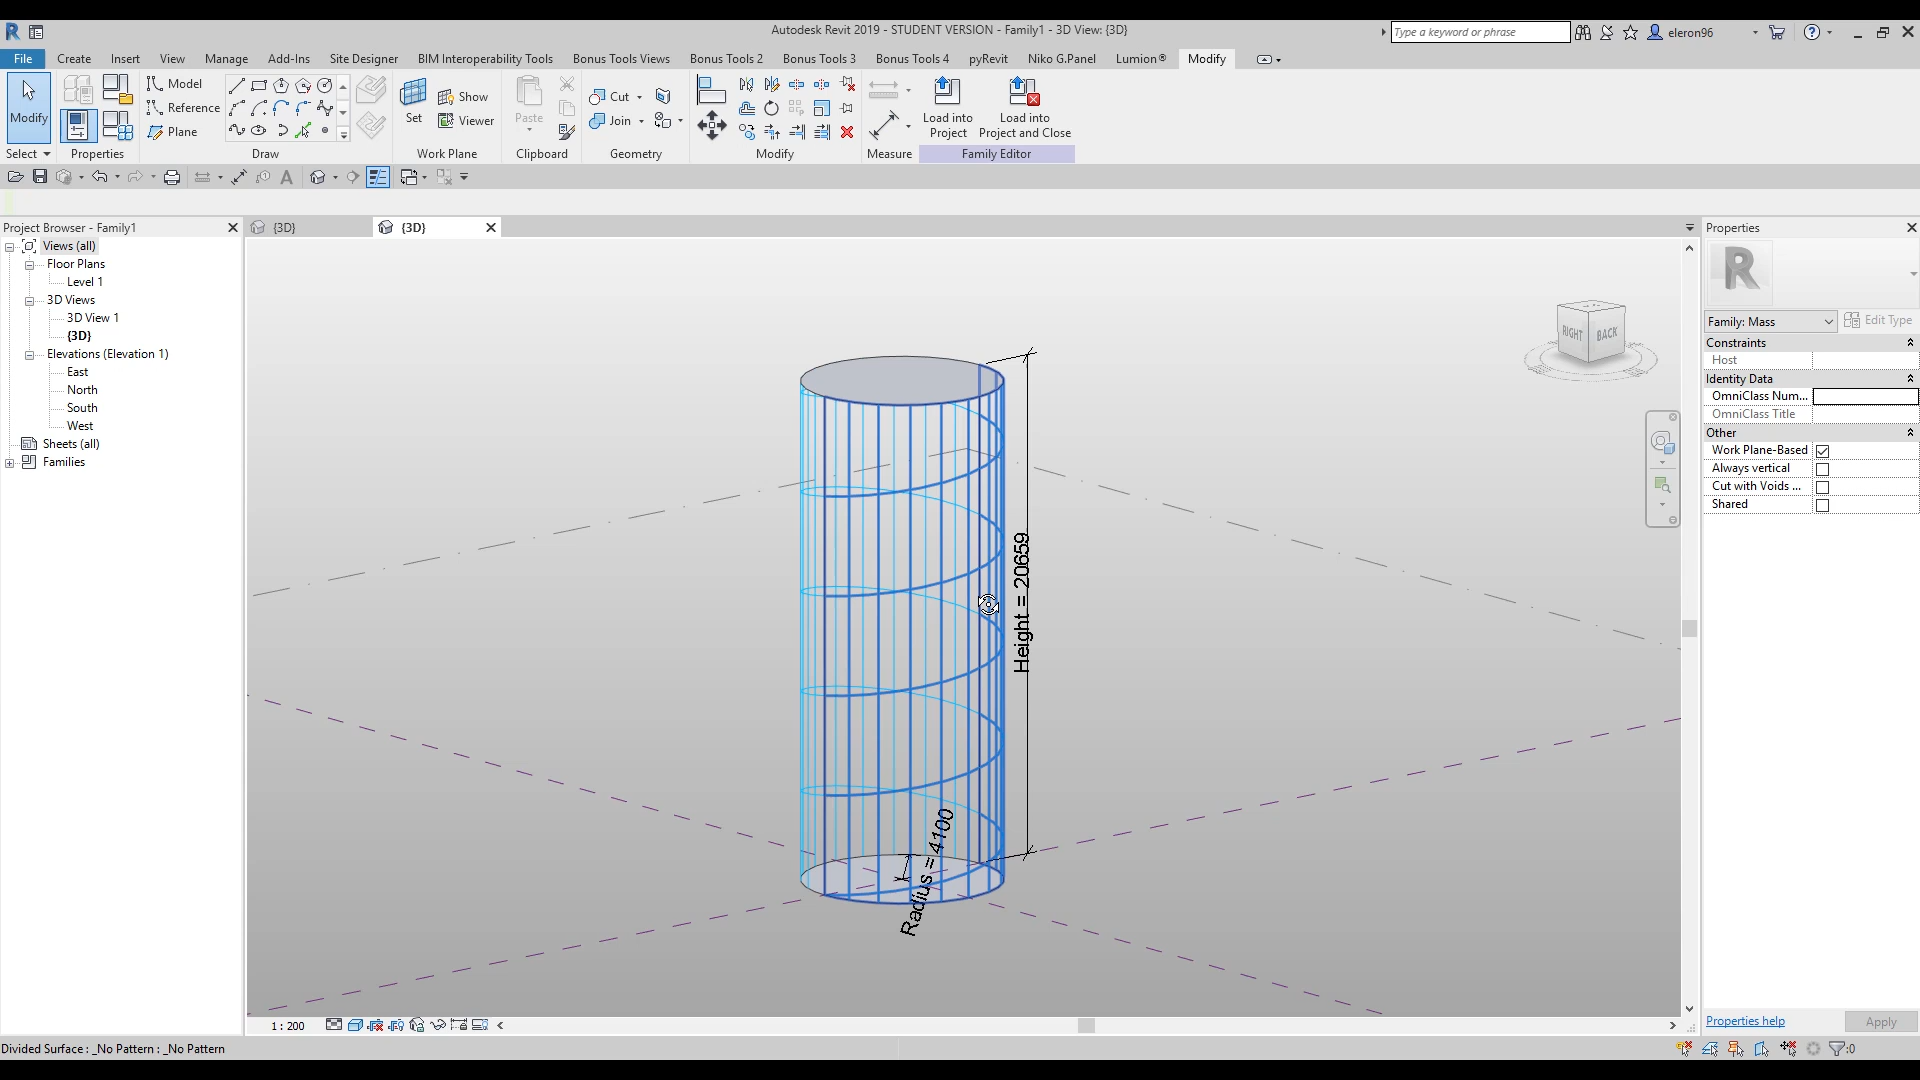 Autodesk Revit 2019 - STUDENT VERSION - Family1 - 3D View: {3D}
Type a keyword or phrase
eleron96
File Create Insert View Manage Add-Ins Site Designer BIM Interoperability Tools Bonus Tools Views Bonus Tools 2 Bonus Tools 3 Bonus Tools 4 pyRevit Niko G.Panel Lumion® Modify
Modify
Model
Reference
Plane
Set
Show
Viewer
Paste
Cut
Join
Load into
Project
Load into
Project and Close
Select Properties Draw Work Plane Clipboard Geometry Modify Measure Family Editor
Project Browser - Family1
Views (all)
Floor Plans
Level 1
3D Views
3D View 1
{3D}
Elevations (Elevation 1)
East
North
South
West
Sheets (all)
Families
{3D} {3D}
RIGHT BACK
Height = 20659
Radius = 4100
Properties
Family: Mass Edit Type
Constraints
Host
Identity Data
OmniClass Num...
OmniClass Title
Other
Work Plane-Based
Always vertical
Cut with Voids ...
Shared
Properties help Apply
1 : 200
Divided Surface : _No Pattern : _No Pattern
:0